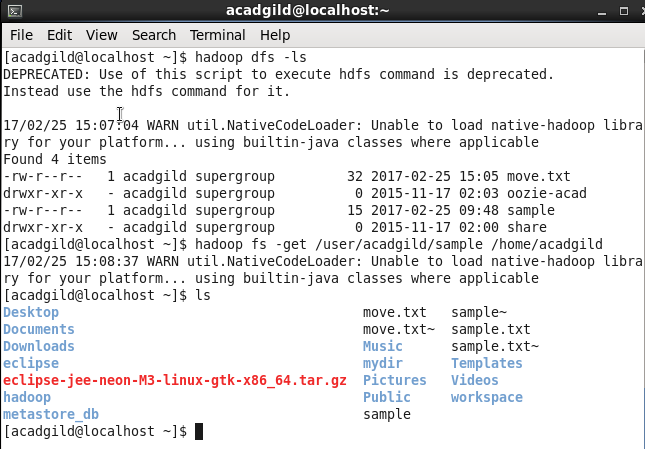 acadgild@localhost:~
File Edit View Search Terminal Help
[acadgild@localhost ~]$ hadoop dfs -ls
DEPRECATED: Use of this script to execute hdfs command is deprecated.
Instead use the hdfs command for it.
17/02/25 15:07:04 WARN util.NativeCodeLoader: Unable to load native-hadoop libra
ry for your platform... using builtin-java classes where applicable
Found 4 items
-rw-r--r--   1 acadgild supergroup         32 2017-02-25 15:05 move.txt
drwxr-xr-x   - acadgild supergroup          0 2015-11-17 02:03 oozie-acad
-rw-r--r--   1 acadgild supergroup         15 2017-02-25 09:48 sample
drwxr-xr-x   - acadgild supergroup          0 2015-11-17 02:00 share
[acadgild@localhost ~]$ hadoop fs -get /user/acadgild/sample /home/acadgild
17/02/25 15:08:37 WARN util.NativeCodeLoader: Unable to load native-hadoop libra
ry for your platform... using builtin-java classes where applicable
[acadgild@localhost ~]$ ls
Desktop                                    move.txt   sample~
Documents                                  move.txt~  sample.txt
Downloads                                  Music      sample.txt~
eclipse                                    mydir      Templates
eclipse-jee-neon-M3-linux-gtk-x86_64.tar.gz  Pictures   Videos
hadoop                                     Public     workspace
metastore_db                               sample
[acadgild@localhost ~]$